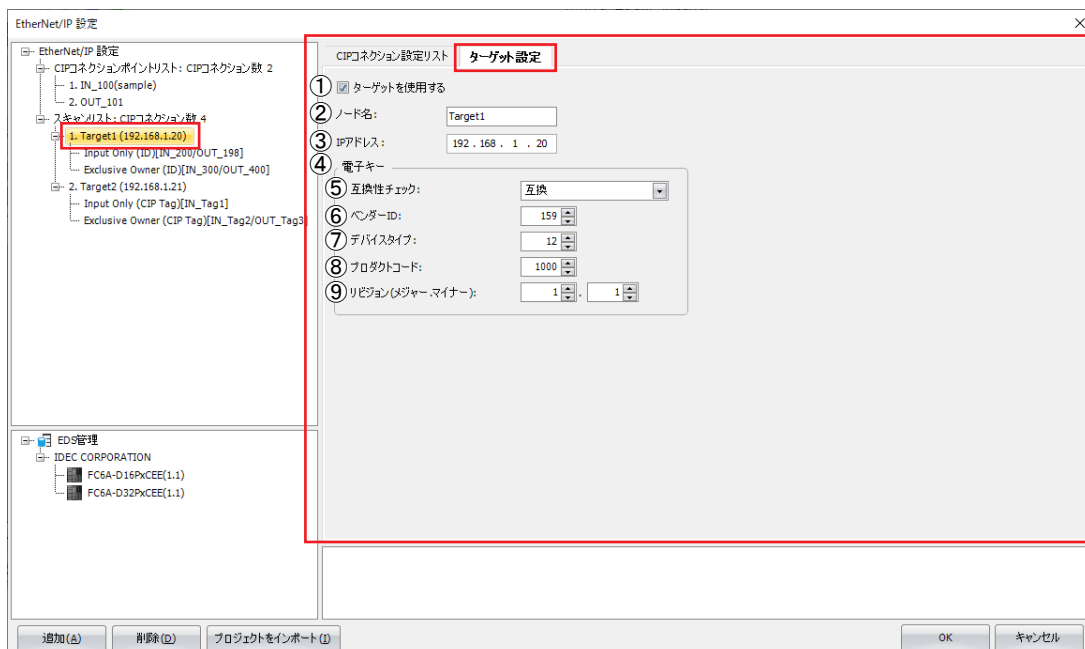 EtherNet/IP 設定
EtherNet/IP 設定
CIPコネクションポイントリスト: CIPコネクション数 2
1. IN_100(sample)
2. OUT_101
スキャンリスト: CIPコネクション数 4
1. Target1 (192.168.1.20)
Input Only (ID)[IN_200/OUT_198]
Exclusive Owner (ID)[IN_300/OUT_400]
2. Target2 (192.168.1.21)
Input Only (CIP Tag)[IN_Tag1]
Exclusive Owner (CIP Tag)[IN_Tag2/OUT_Tag3]
EDS管理
IDEC CORPORATION
FC6A-D16PxCEE(1.1)
FC6A-D32PxCEE(1.1)
CIPコネクション設定リスト ターゲット設定
① ターゲットを使用する
② ノード名: Target1
③ IPアドレス: 192 . 168 . 1 . 20
④ 電子キー
⑤ 互換性チェック: 互換
⑥ ベンダーID: 159
⑦ デバイスタイプ: 12
⑧ プロダクトコード: 1000
⑨ リビジョン(メジャー.マイナー): 1 . 1
追加(A) 削除(D) プロジェクトをインポート(I) OK キャンセル